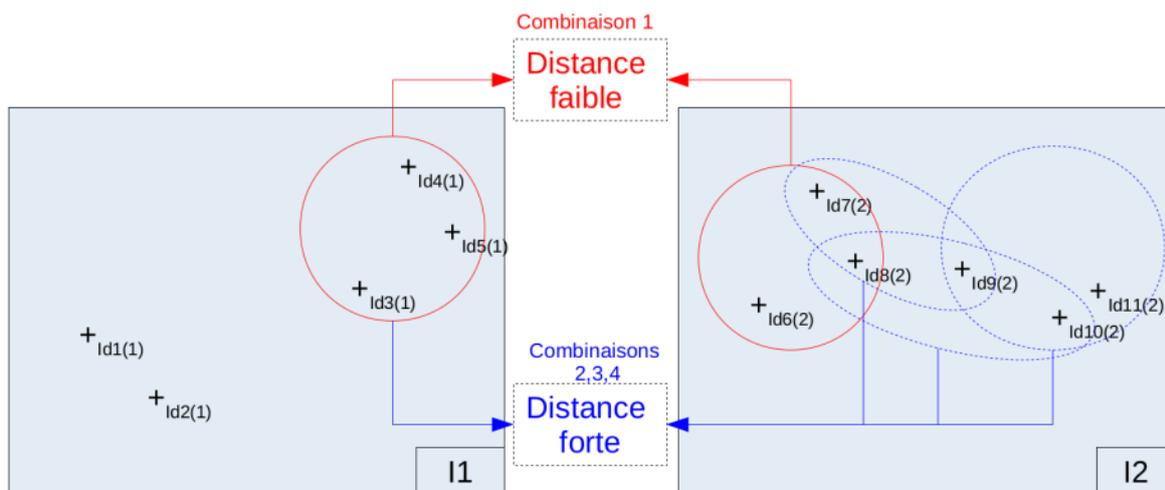 Combinaison 1
Distance
faible
Id4(1)
Id5(1)
Id3(1)
Id1(1)
Id2(1)
I1
Combinaisons
2,3,4
Distance
forte
Id7(2)
Id8(2)
Id9(2)
Id6(2)
Id11(2)
Id10(2)
I2